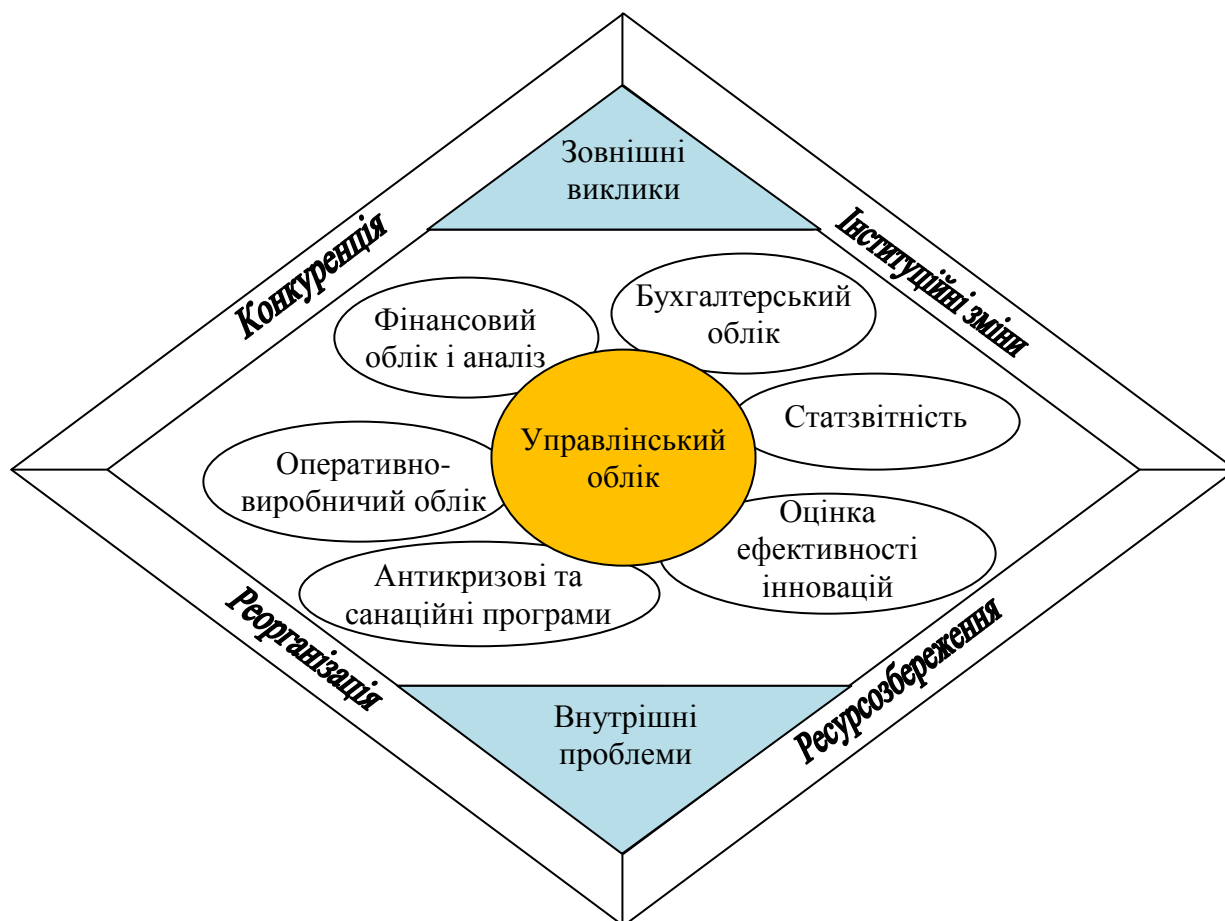 Зовнішні
виклики
Конкуренція
Інституційні зміни
Фінансовий
облік і аналіз
Бухгалтерський
облік
Управлінський
облік
Статзвітність
Оперативно-
виробничий облік
Оцінка
ефективності
інновацій
Антикризові та
санаційні програми
Реорганізація
Ресурсозбереження
Внутрішні
проблеми